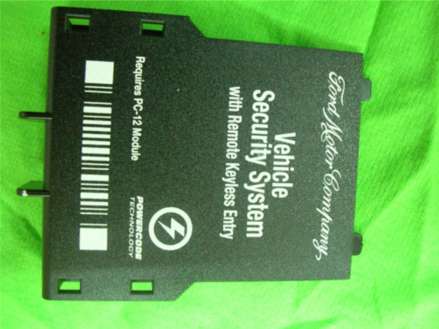 Ford Motor Company,
Vehicle
Security System
with Remote Keyless Entry
POWERCODE
TECHNOLOGY
Requires PC-12 Module